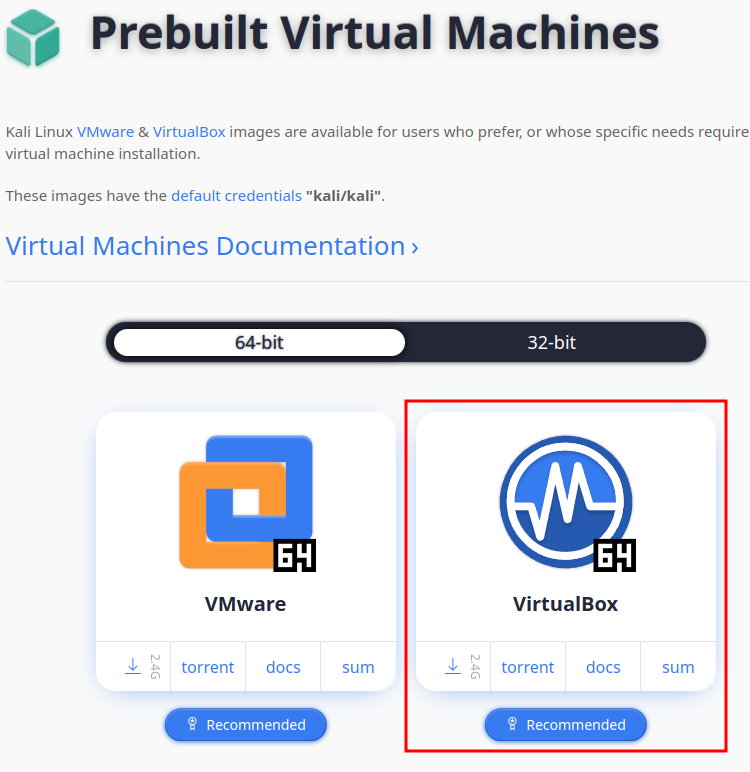 Prebuilt Virtual Machines
Kali Linux VMware & VirtualBox images are available for users who prefer, or whose specific needs require
virtual machine installation.
These images have the default credentials "kali/kali".
Virtual Machines Documentation ›
64-bit 32-bit
64 64
VMware VirtualBox
2.4G torrent docs sum 2.4G torrent docs sum
Recommended Recommended